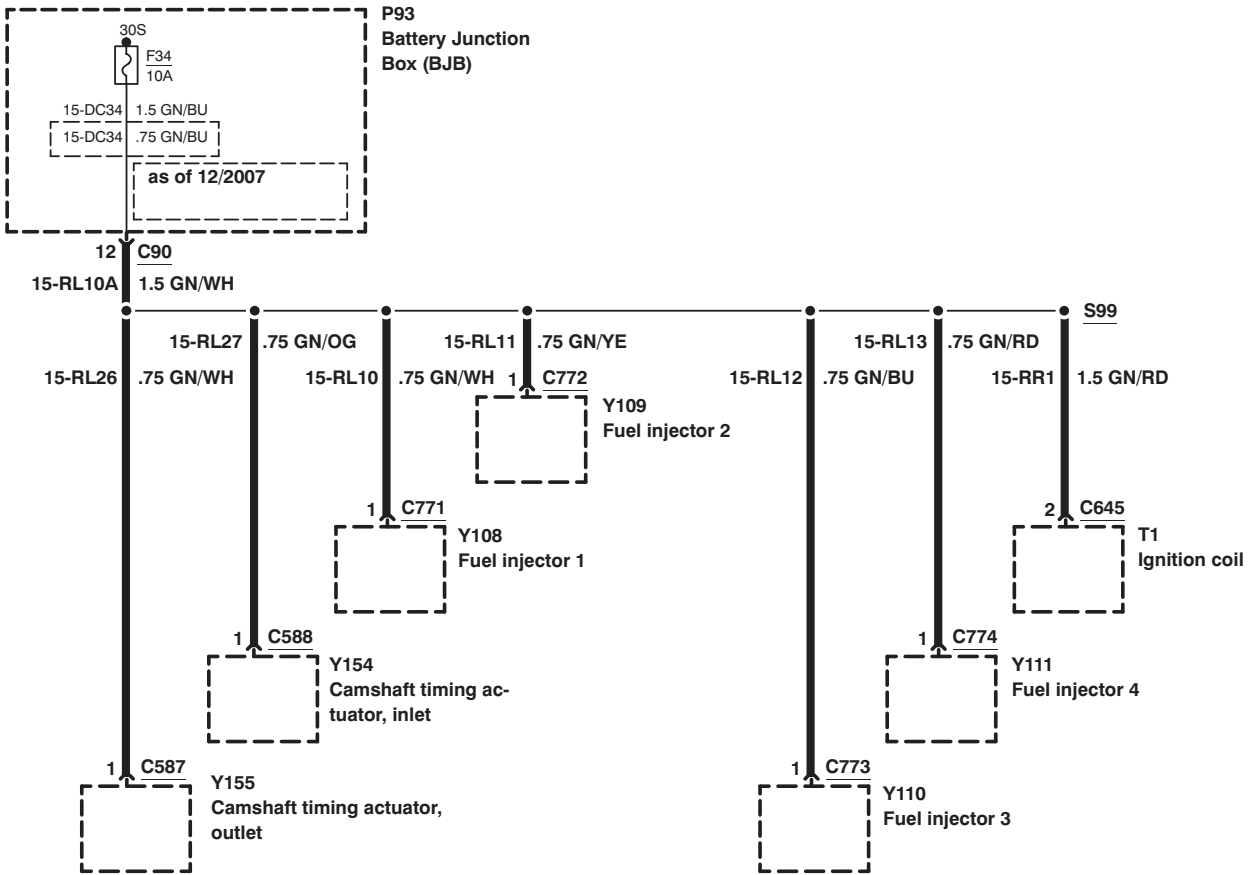 P93
Battery Junction
Box (BJB)
30S
F34
10A
15-DC34 1.5 GN/BU
15-DC34 .75 GN/BU
as of 12/2007
12 C90
15-RL10A 1.5 GN/WH
S99
15-RL27 .75 GN/OG
15-RL11 .75 GN/YE
15-RL13 .75 GN/RD
15-RL26 .75 GN/WH
15-RL10 .75 GN/WH
1 C772
15-RL12 .75 GN/BU
15-RR1 1.5 GN/RD
Y109
Fuel injector 2
1 C771
2 C645
Y108
Fuel injector 1
T1
Ignition coil
1 C588
1 C774
Y154
Camshaft timing ac-
tuator, inlet
Y111
Fuel injector 4
1 C587
1 C773
Y155
Camshaft timing actuator,
outlet
Y110
Fuel injector 3